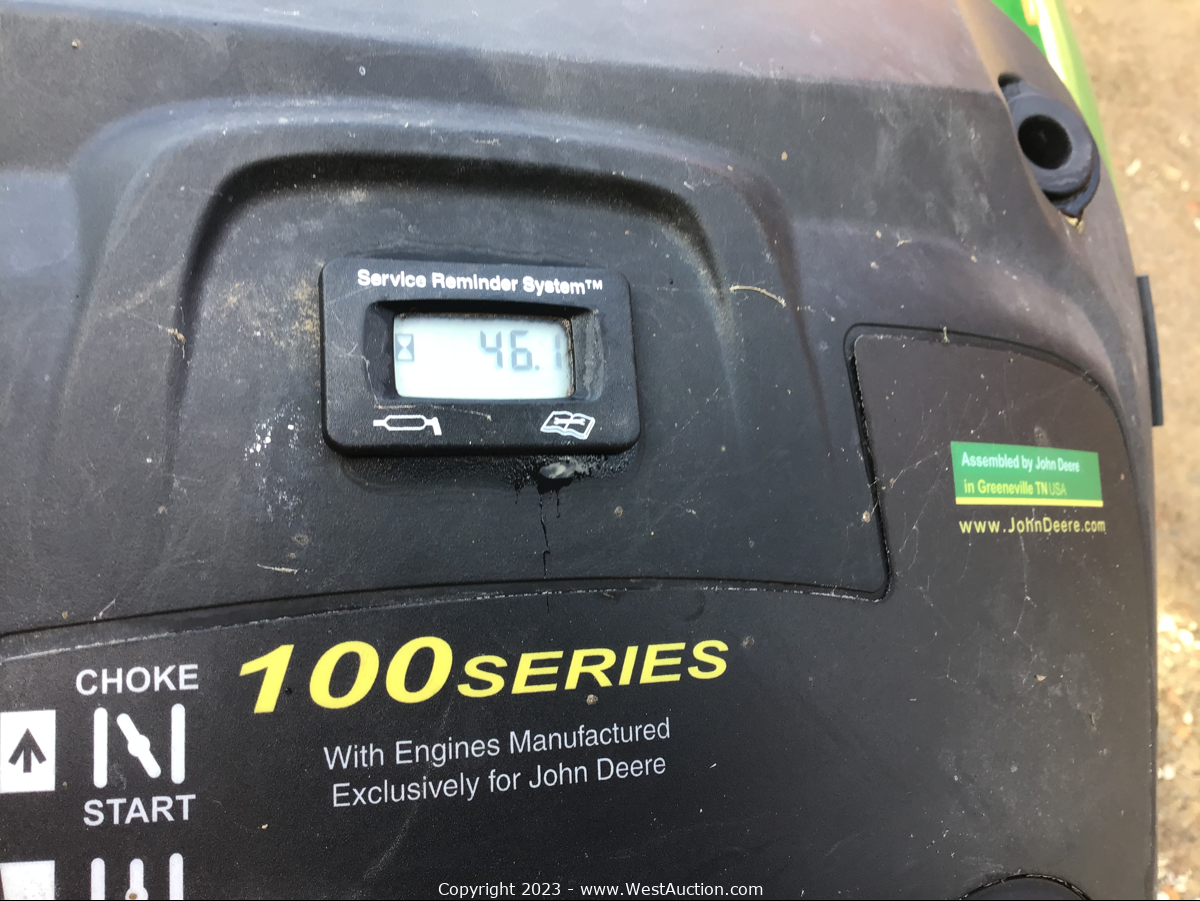 Service Reminder System™
46.1
Assembled by John Deere
in Greeneville TN USA
www.JohnDeere.com
100 SERIES
CHOKE
With Engines Manufactured
Exclusively for John Deere
START
Copyright 2023 - www.WestAuction.com